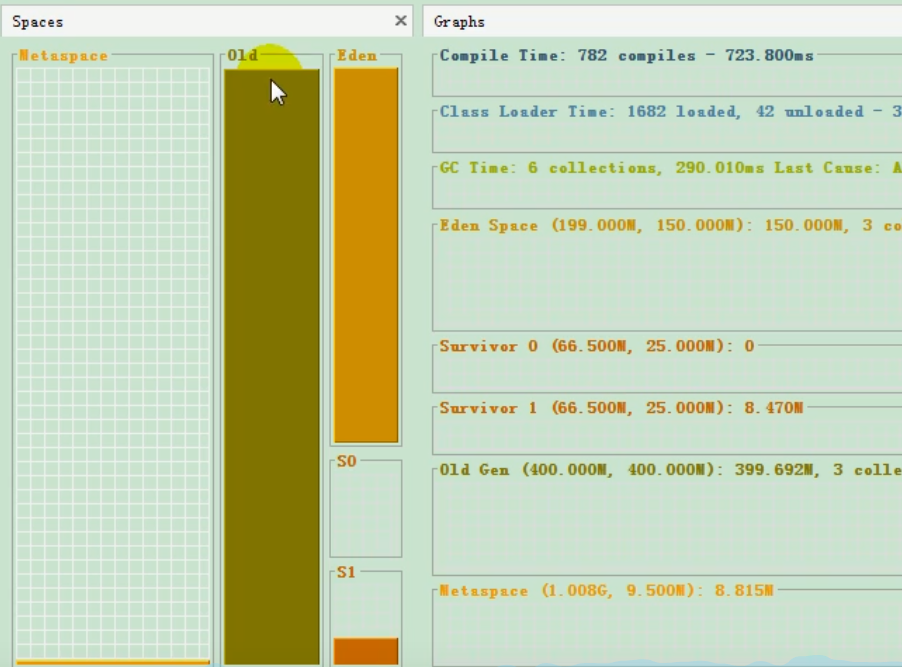 Spaces ×
Graphs
Metaspace
Old
Eden
S0
S1
Compile Time: 782 compiles - 723.800ms
Class Loader Time: 1682 loaded, 42 unloaded - 3
GC Time: 6 collections, 290.010ms Last Cause: A
Eden Space (199.000M, 150.000M): 150.000M, 3 co
Survivor 0 (66.500M, 25.000M): 0
Survivor 1 (66.500M, 25.000M): 8.470M
Old Gen (400.000M, 400.000M): 399.692M, 3 colle
Metaspace (1.008G, 9.500M): 8.815M